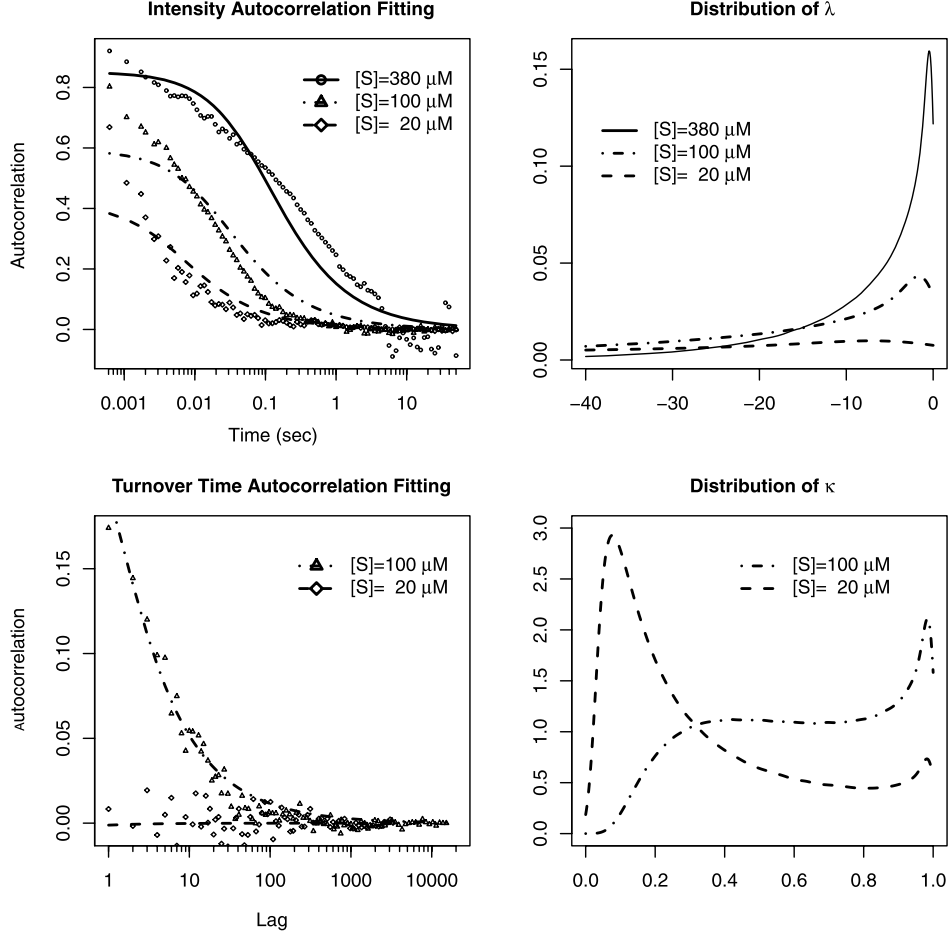 Intensity Autocorrelation Fitting
Autocorrelation
0.8
0.6
0.4
0.2
0.0
[S]=380 μM
[S]=100 μM
[S]= 20 μM
0.001 0.01 0.1 1 10
Time (sec)
Distribution of λ
0.15
0.10
0.05
0.00
[S]=380 μM
[S]=100 μM
[S]= 20 μM
−40 −30 −20 −10 0
Turnover Time Autocorrelation Fitting
Autocorrelation
0.15
0.10
0.05
0.00
[S]=100 μM
[S]= 20 μM
1 10 100 1000 10000
Lag
Distribution of κ
3.0
2.5
2.0
1.5
1.0
0.5
0.0
[S]=100 μM
[S]= 20 μM
0.0 0.2 0.4 0.6 0.8 1.0